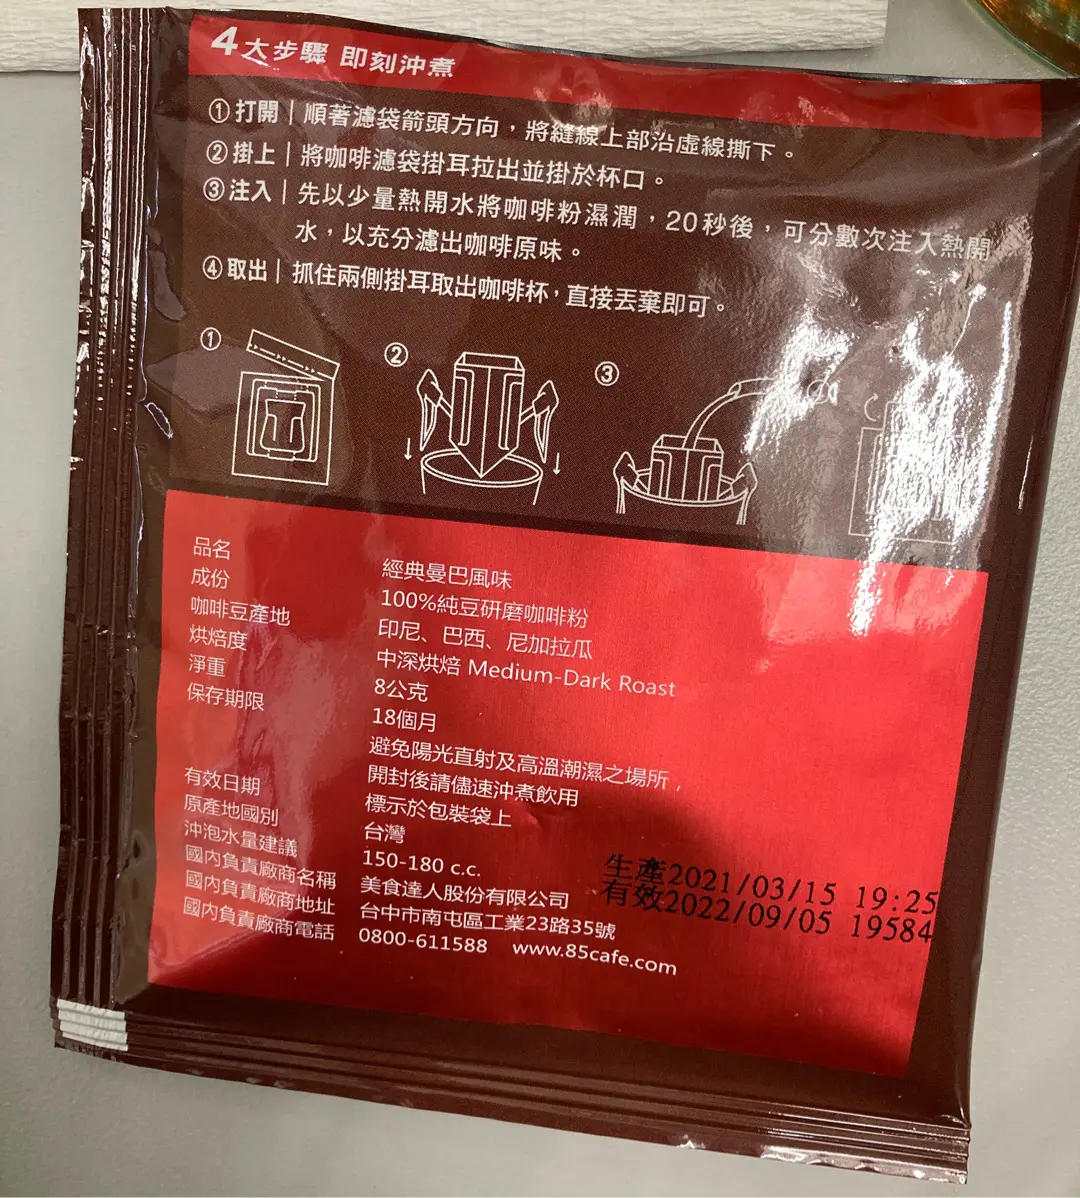 4大步驟 即刻沖煮
①打開｜順著濾袋箭頭方向，將縫線上部沿虛線撕下。
②掛上｜將咖啡濾袋掛耳拉出並掛於杯口。
③注入｜先以少量熱開水將咖啡粉濕潤，20秒後，可分數次注入熱開
水，以充分濾出咖啡原味。
④取出｜抓住兩側掛耳取出咖啡杯，直接丟棄即可。
①
②
③
品名 經典曼巴風味
成份 100%純豆研磨咖啡粉
咖啡豆產地 印尼、巴西、尼加拉瓜
烘焙度 中深烘焙 Medium-Dark Roast
淨重 8公克
保存期限 18個月
避免陽光直射及高溫潮濕之場所，
開封後請儘速沖煮飲用
有效日期 標示於包裝袋上
原產地國別 台灣
沖泡水量建議 150-180 c.c.
國內負責廠商名稱 美食達人股份有限公司
國內負責廠商地址 台中市南屯區工業23路35號
國內負責廠商電話 0800-611588 www.85cafe.com
生產2021/03/15 19:25
有效2022/09/05 19584